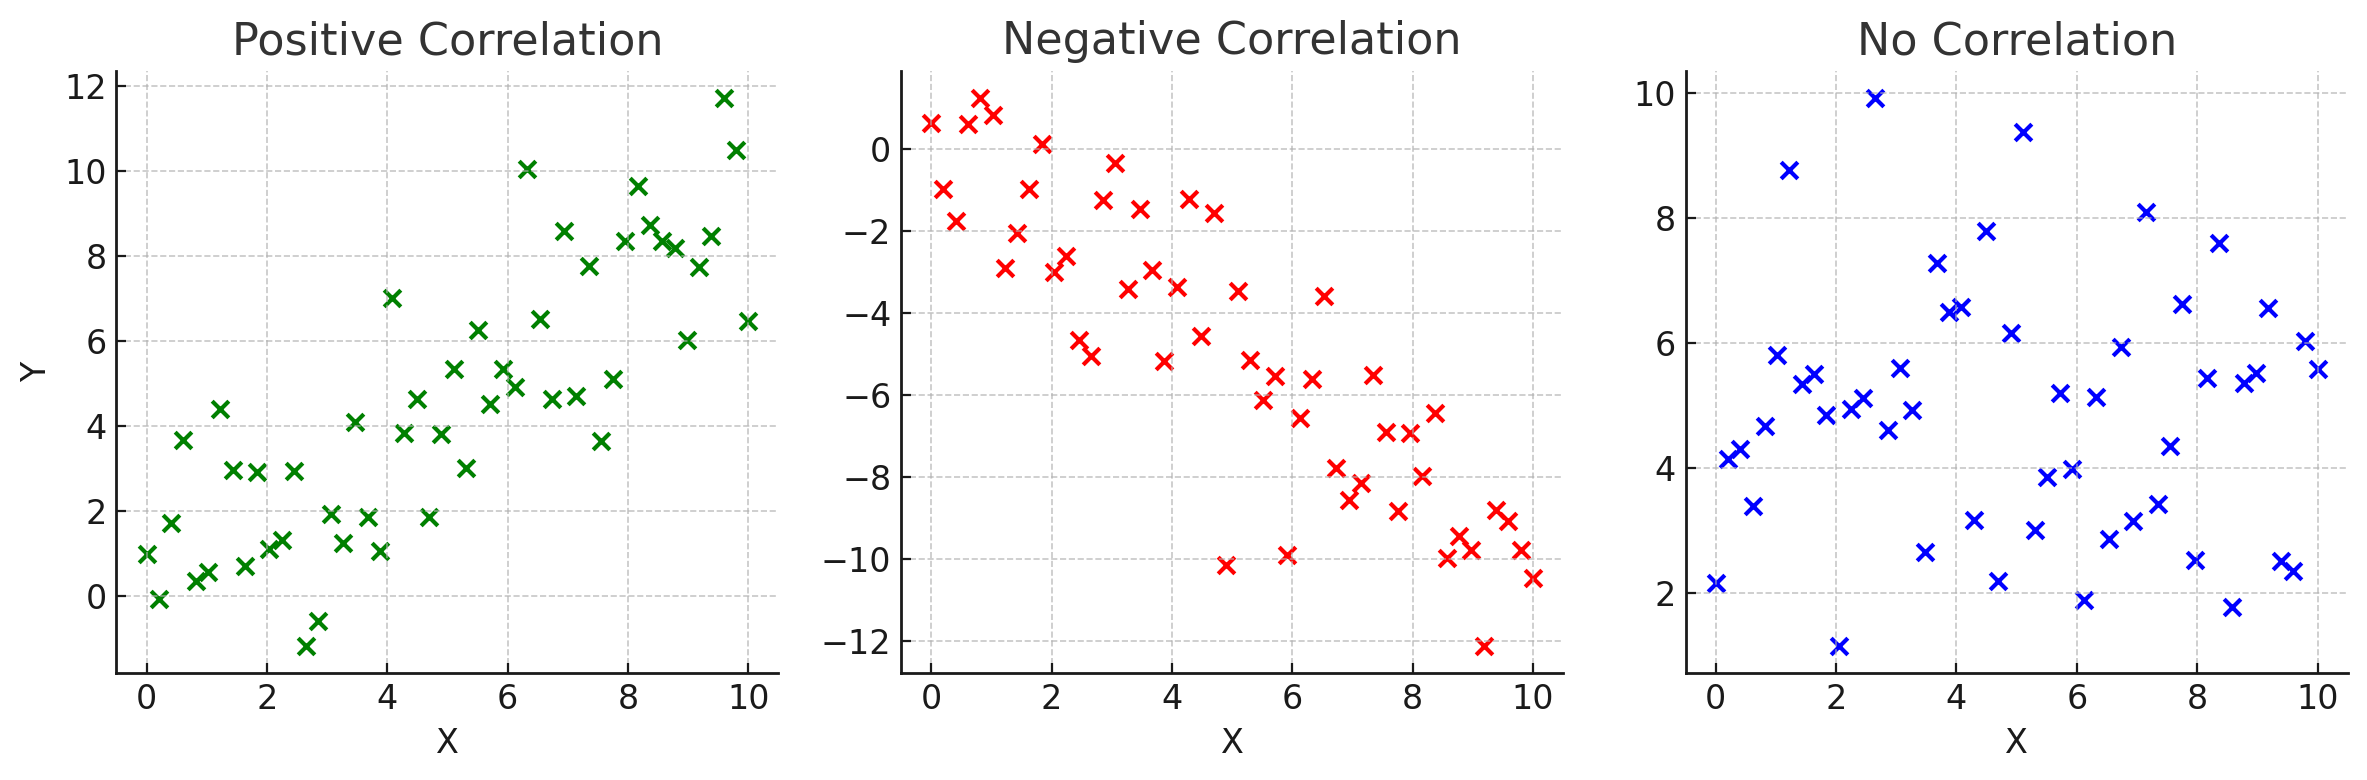 Positive Correlation
12
10
8
6
4
2
0
Y
0 2 4 6 8 10
X
Negative Correlation
0
−2
−4
−6
−8
−10
−12
0 2 4 6 8 10
X
No Correlation
10
8
6
4
2
0 2 4 6 8 10
X